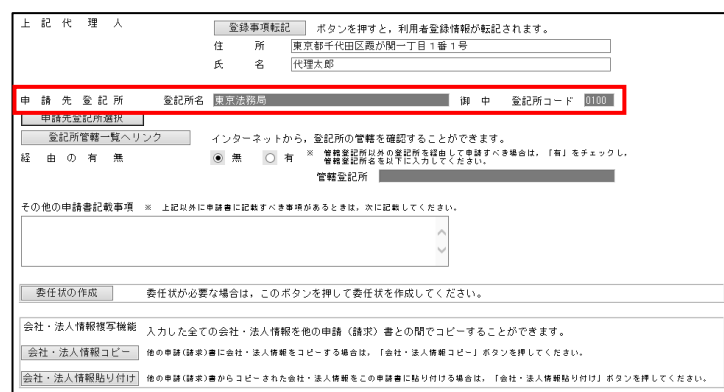 上記代理人
登録事項転記 ボタンを押すと，利用者登録情報が転記されます。
住所 東京都千代田区霞が関一丁目１番１号
氏名 代理太郎
申請先登記所 登記所名 東京法務局 御中 登記所コード 0100
申請先登記所選択
登記所管轄一覧へリンク インターネットから，登記所の管轄を確認することができます。
経由の有無 無 有 ※ 管轄登記所以外の登記所を経由して申請すべき場合は，「有」をチェックし，
管轄登記所名を以下に入力してください。
管轄登記所
その他の申請書記載事項 ※ 上記以外に申請書に記載すべき事項があるときは，次に記載してください。
委任状の作成 委任状が必要な場合は，このボタンを押して委任状を作成してください。
会社・法人情報複写機能 入力した全ての会社・法人情報を他の申請（請求）書との間でコピーすることができます。
会社・法人情報コピー 他の申請(請求)書に会社・法人情報をコピーする場合は，「会社・法人情報コピー」ボタンを押してください。
会社・法人情報貼り付け 他の申請(請求)書からコピーされた会社・法人情報をこの申請書に貼り付ける場合は，「会社・法人情報貼り付け」ボタンを押してください。